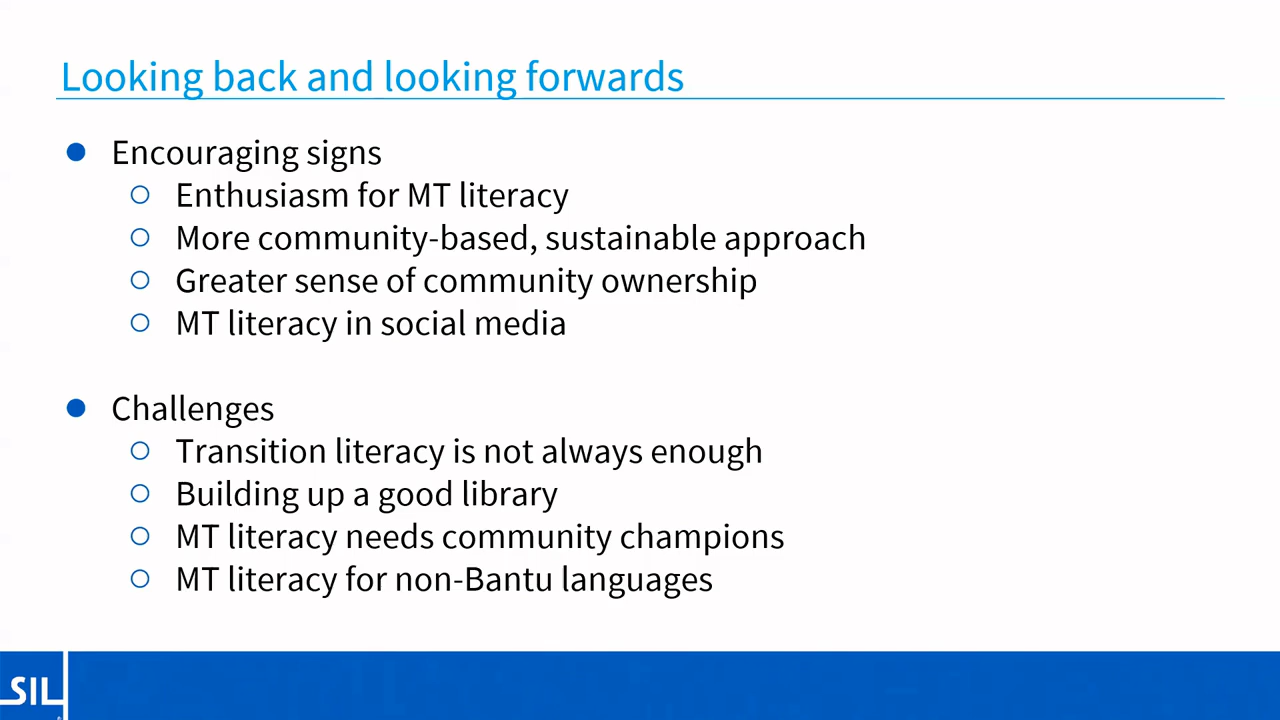 Looking back and looking forwards
● Encouraging signs
○ Enthusiasm for MT literacy
○ More community-based, sustainable approach
○ Greater sense of community ownership
○ MT literacy in social media
● Challenges
○ Transition literacy is not always enough
○ Building up a good library
○ MT literacy needs community champions
○ MT literacy for non-Bantu languages
SIL